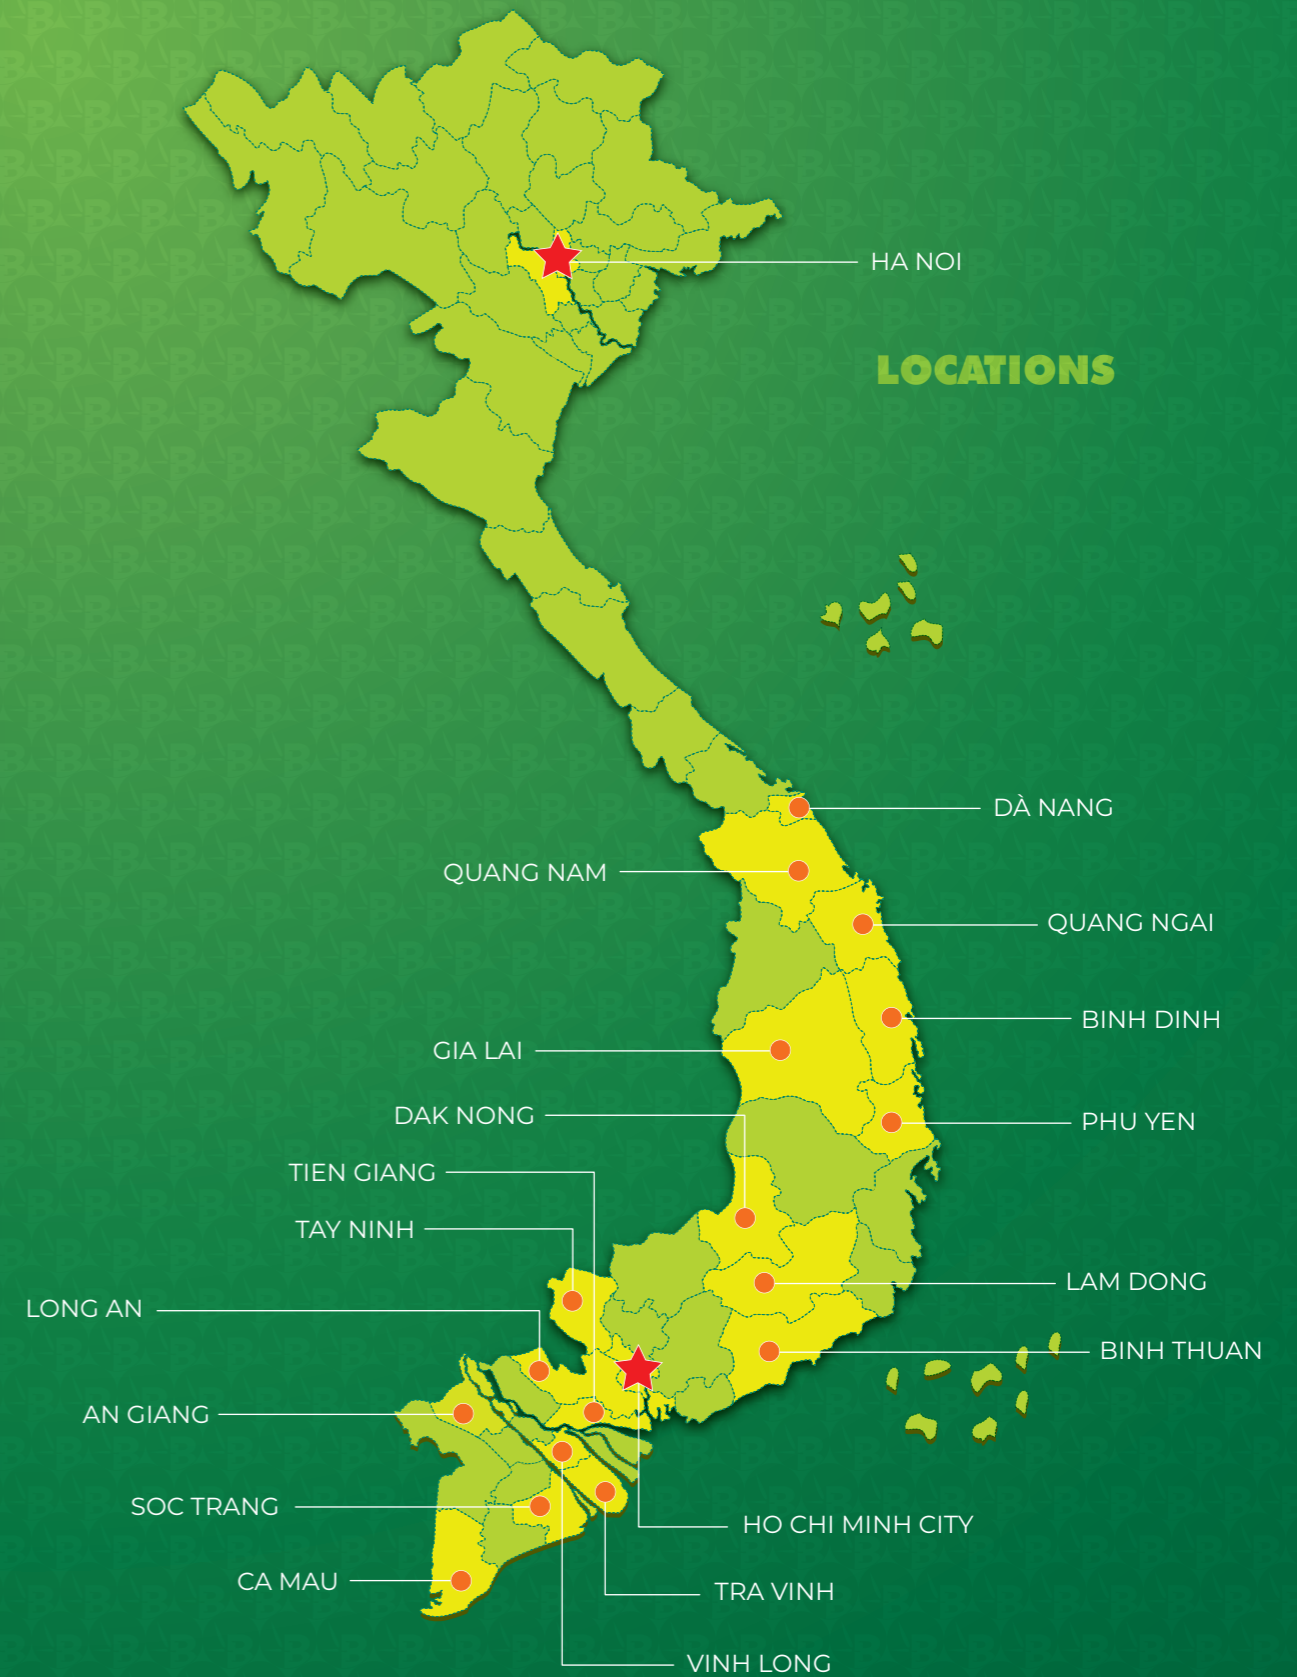 HA NOI
LOCATIONS
DÀ NANG
QUANG NAM
QUANG NGAI
BINH DINH
GIA LAI
DAK NONG
PHU YEN
TIEN GIANG
TAY NINH
LAM DONG
LONG AN
BINH THUAN
AN GIANG
SOC TRANG
HO CHI MINH CITY
CA MAU
TRA VINH
VINH LONG